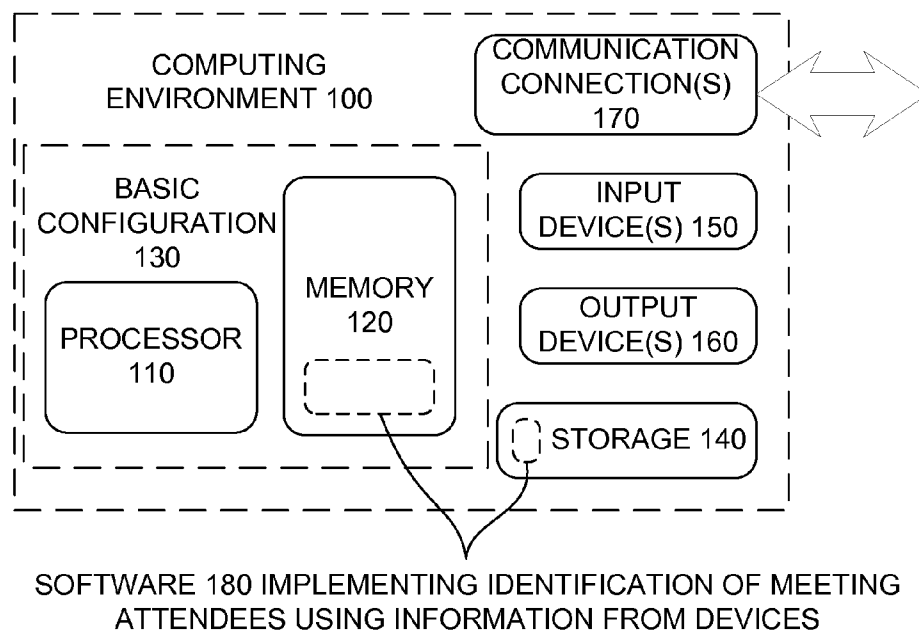 COMPUTING
ENVIRONMENT 100
COMMUNICATION
CONNECTION(S)
170
BASIC
CONFIGURATION
130
PROCESSOR
110
MEMORY
120
INPUT
DEVICE(S) 150
OUTPUT
DEVICE(S) 160
STORAGE 140
SOFTWARE 180 IMPLEMENTING IDENTIFICATION OF MEETING
ATTENDEES USING INFORMATION FROM DEVICES